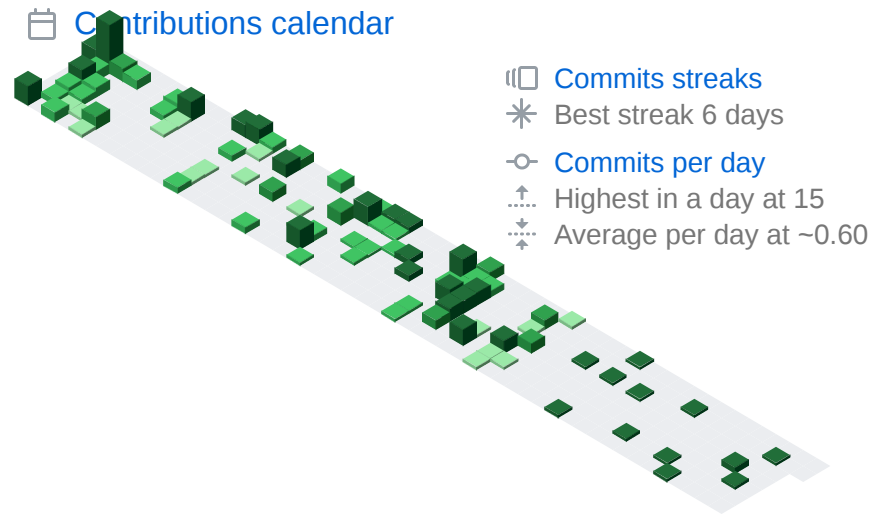 Contributions calendar
Commits streaks
Best streak 6 days
Commits per day
Highest in a day at 15
Average per day at ~0.60